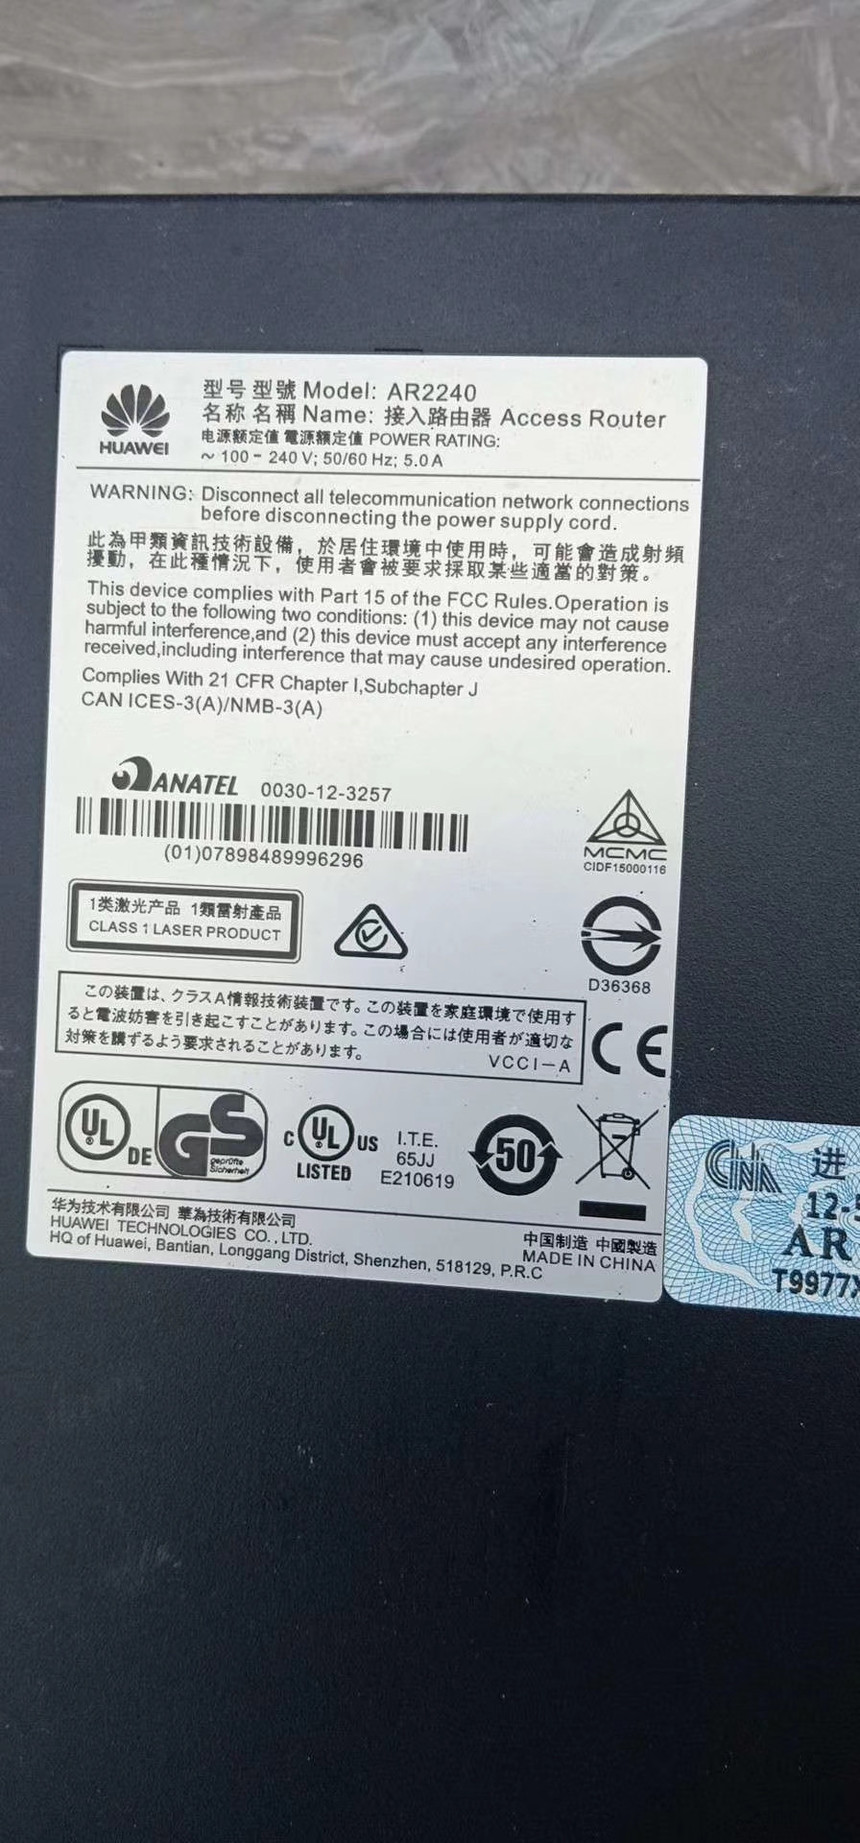 HUAWEI
型号 型號 Model: AR2240
名称 名稱 Name: 接入路由器 Access Router
电源额定值 電源額定值 POWER RATING:
~ 100 - 240 V; 50/60 Hz; 5.0 A
WARNING: Disconnect all telecommunication network connections
before disconnecting the power supply cord.
此為甲類資訊技術設備，於居住環境中使用時，可能會造成射頻
擾動，在此種情況下，使用者會被要求採取某些適當的對策。
This device complies with Part 15 of the FCC Rules.Operation is
subject to the following two conditions: (1) this device may not cause
harmful interference,and (2) this device must accept any interference
received,including interference that may cause undesired operation.
Complies With 21 CFR Chapter I,Subchapter J
CAN ICES-3(A)/NMB-3(A)
ANATEL 0030-12-3257
(01)07898489996296
MCMC
CIDF15000116
1类激光产品 1類雷射產品
CLASS 1 LASER PRODUCT
D36368
この装置は、クラスA情報技術装置です。この装置を家庭環境で使用す
ると電波妨害を引き起こすことがあります。この場合には使用者が適切な
対策を講ずるよう要求されることがあります。
VCCI-A
CE
UL DE GS
geprüfte
Sicherheit
C UL US
LISTED
I.T.E.
65JJ
E210619
50
华为技术有限公司 華為技術有限公司
HUAWEI TECHNOLOGIES CO.,LTD.
HQ of Huawei, Bantian, Longgang District, Shenzhen, 518129, P.R.C
中国制造 中國製造
MADE IN CHINA
进
12-
AR
T9977